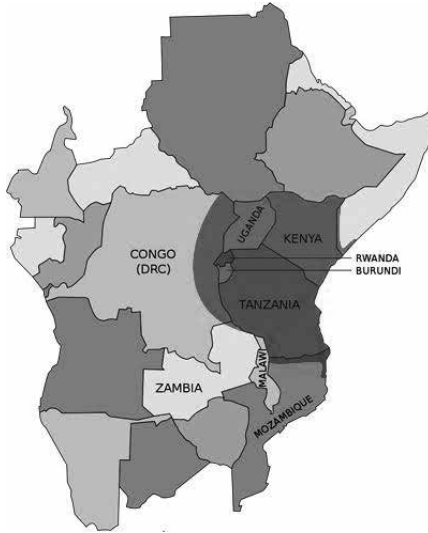 UGANDA
KENYA
CONGO
(DRC)
RWANDA
BURUNDI
TANZANIA
MALAWI
ZAMBIA
MOZAMBIQUE